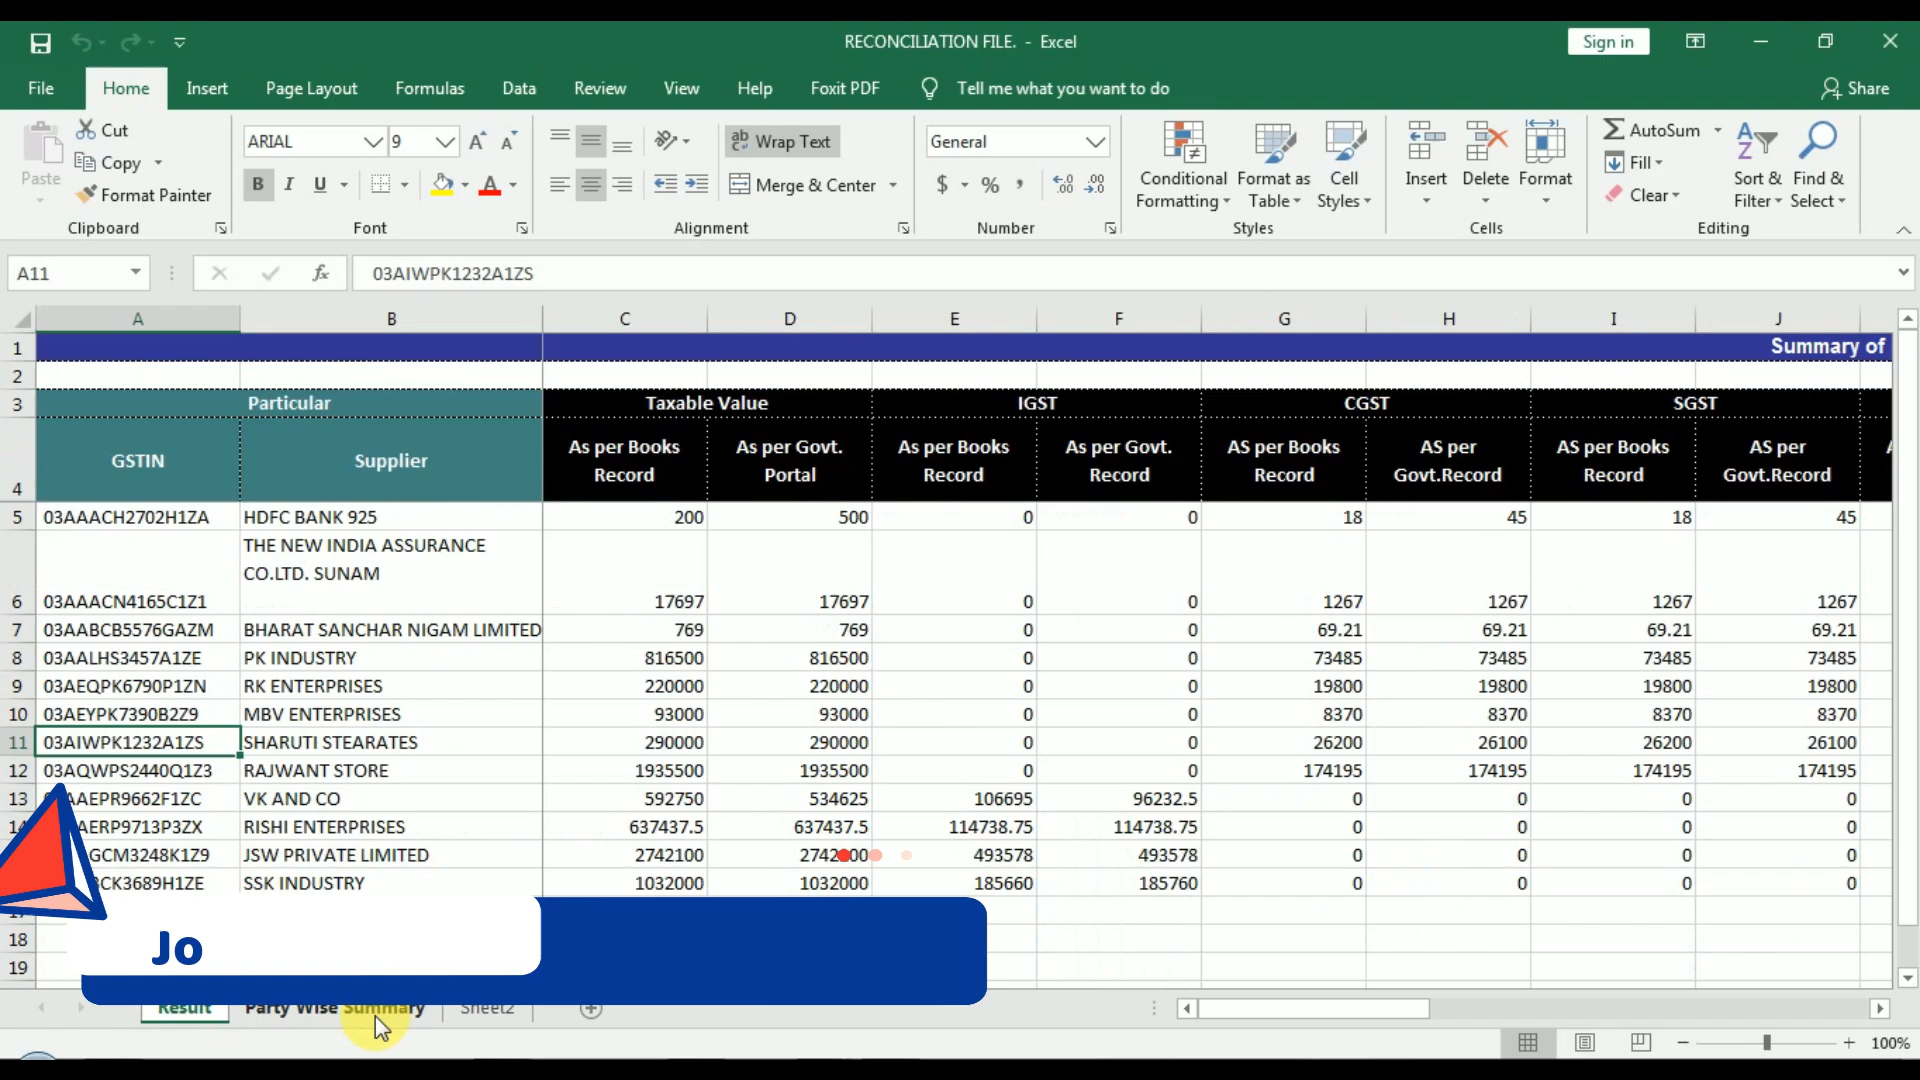 RECONCILIATION FILE. - Excel
Sign in
File Home Insert Page Layout Formulas Data Review View Help Foxit PDF Tell me what you want to do Share
Paste Cut Copy Format Painter Clipboard
ARIAL 9 B I U Font
Wrap Text Merge & Center Alignment
General $ % , Number
Conditional Formatting Format as Table Cell Styles Styles
Insert Delete Format Cells
AutoSum Fill Clear Sort & Filter Find & Select Editing
A11 fx 03AIWPK1232A1ZS
A B C D E F G H I J
1 Summary of
2
3 Particular Taxable Value IGST CGST SGST
4 GSTIN Supplier As per Books Record As per Govt. Portal As per Books Record As per Govt. Record AS per Books Record AS per Govt.Record AS per Books Record AS per Govt.Record
5 03AAACH2702H1ZA HDFC BANK 925 200 500 0 0 18 45 18 45
6 03AAACN4165C1Z1 THE NEW INDIA ASSURANCE CO.LTD. SUNAM 17697 17697 0 0 1267 1267 1267 1267
7 03AABCB5576GAZM BHARAT SANCHAR NIGAM LIMITED 769 769 0 0 69.21 69.21 69.21 69.21
8 03AALHS3457A1ZE PK INDUSTRY 816500 816500 0 0 73485 73485 73485 73485
9 03AEQPK6790P1ZN RK ENTERPRISES 220000 220000 0 0 19800 19800 19800 19800
10 03AEYPK7390B2Z9 MBV ENTERPRISES 93000 93000 0 0 8370 8370 8370 8370
11 03AIWPK1232A1ZS SHARUTI STEARATES 290000 290000 0 0 26200 26100 26200 26100
12 03AQWPS2440Q1Z3 RAJWANT STORE 1935500 1935500 0 0 174195 174195 174195 174195
13 AAEPR9662F1ZC VK AND CO 592750 534625 106695 96232.5 0 0 0 0
14 AERP9713P3ZX RISHI ENTERPRISES 637437.5 637437.5 114738.75 114738.75 0 0 0 0
GCM3248K1Z9 JSW PRIVATE LIMITED 2742100 493578 493578 0 0 0 0
CK3689H1ZE SSK INDUSTRY 1032000 1032000 185660 185760 0 0 0 0
18
19
Jo
Result Party Wise Summary Sheet2
100%